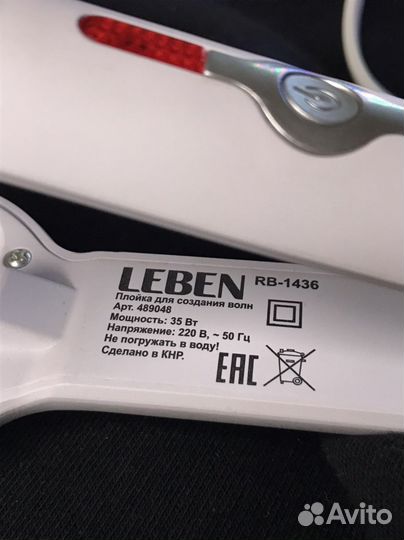 LEBEN RB-1436
Плойка для создания волн
Арт. 489048
Мощность: 35 Вт
Напряжение: 220 В, ~ 50 Гц
Не погружать в воду!
Сделано в КНР.
EAC
Avito